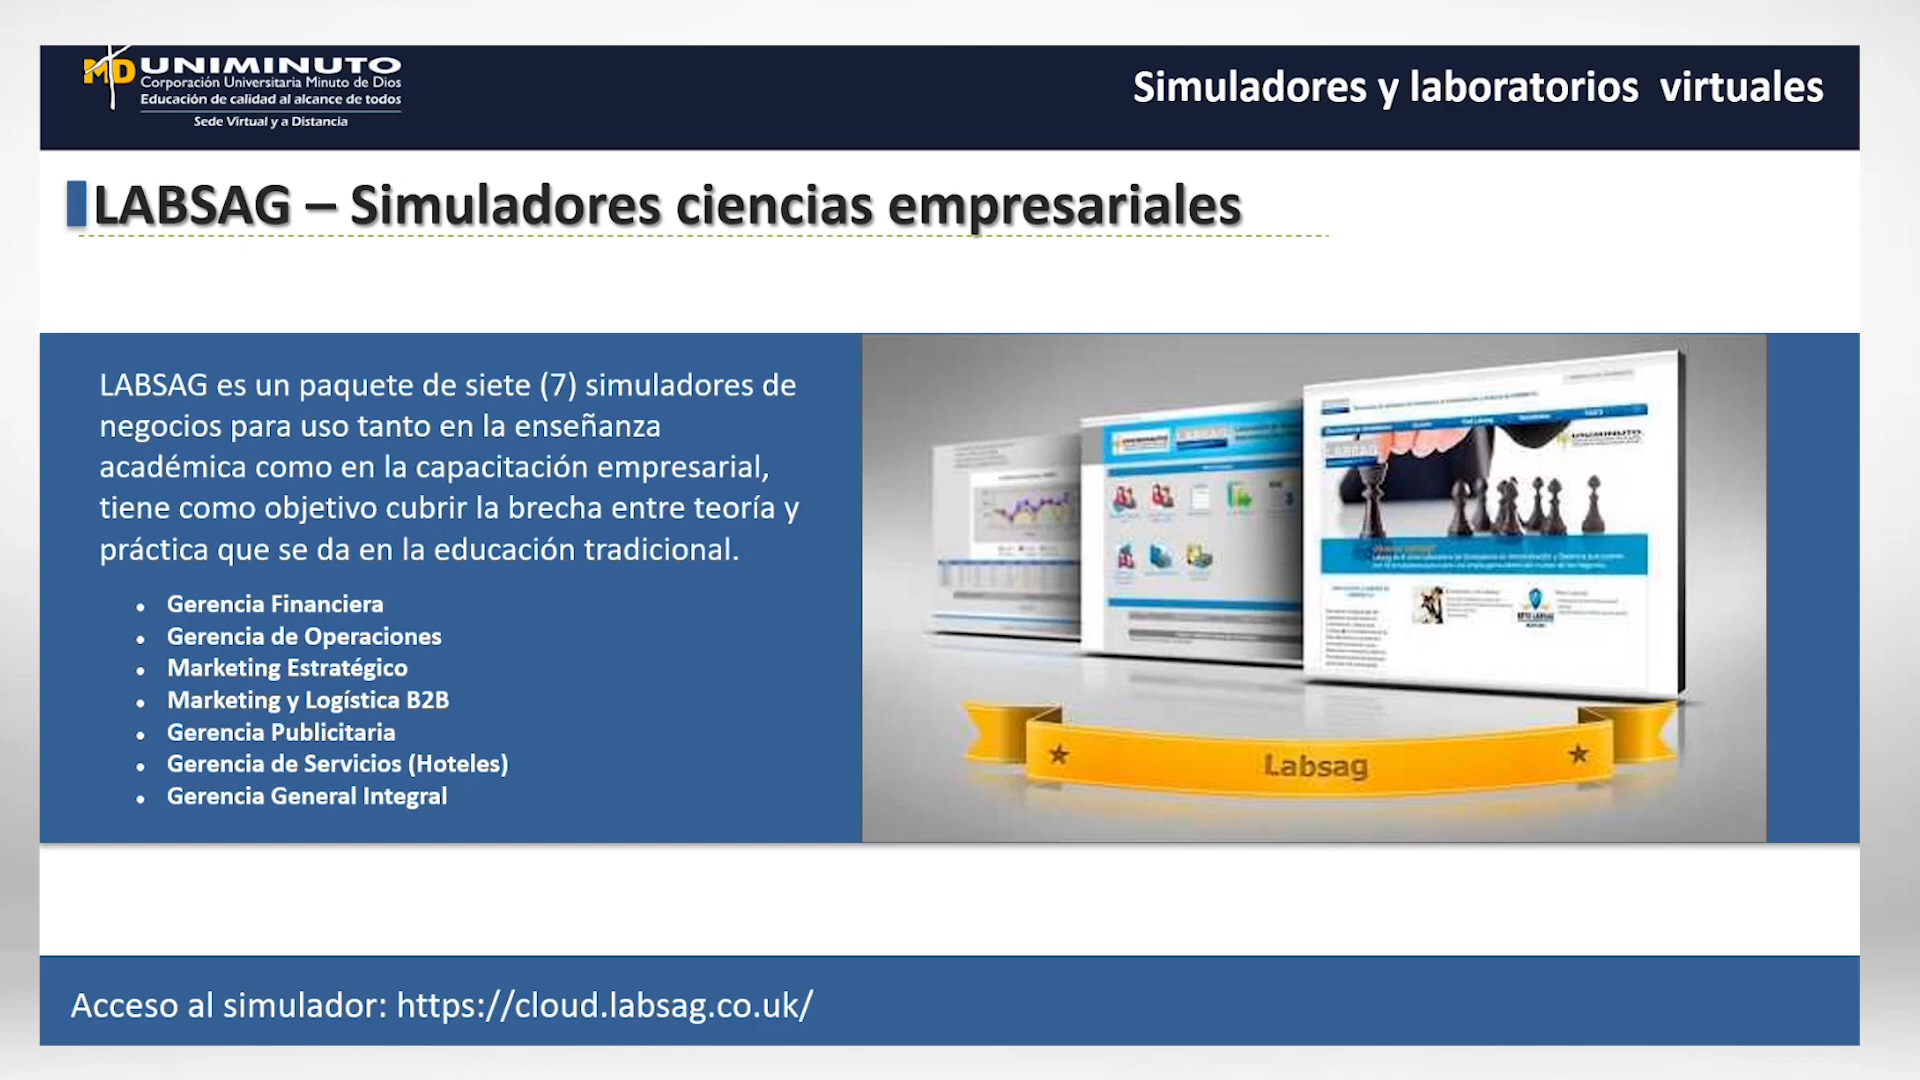 UNIMINUTO
Corporación Universitaria Minuto de Dios
Educación de calidad al alcance de todos
Sede Virtual y a Distancia
Simuladores y laboratorios virtuales
LABSAG – Simuladores ciencias empresariales
LABSAG es un paquete de siete (7) simuladores de
negocios para uso tanto en la enseñanza
académica como en la capacitación empresarial,
tiene como objetivo cubrir la brecha entre teoría y
práctica que se da en la educación tradicional.
• Gerencia Financiera
• Gerencia de Operaciones
• Marketing Estratégico
• Marketing y Logística B2B
• Gerencia Publicitaria
• Gerencia de Servicios (Hoteles)
• Gerencia General Integral
UNIMINUTO
UNIMINUTO
Labsag
Acceso al simulador: https://cloud.labsag.co.uk/